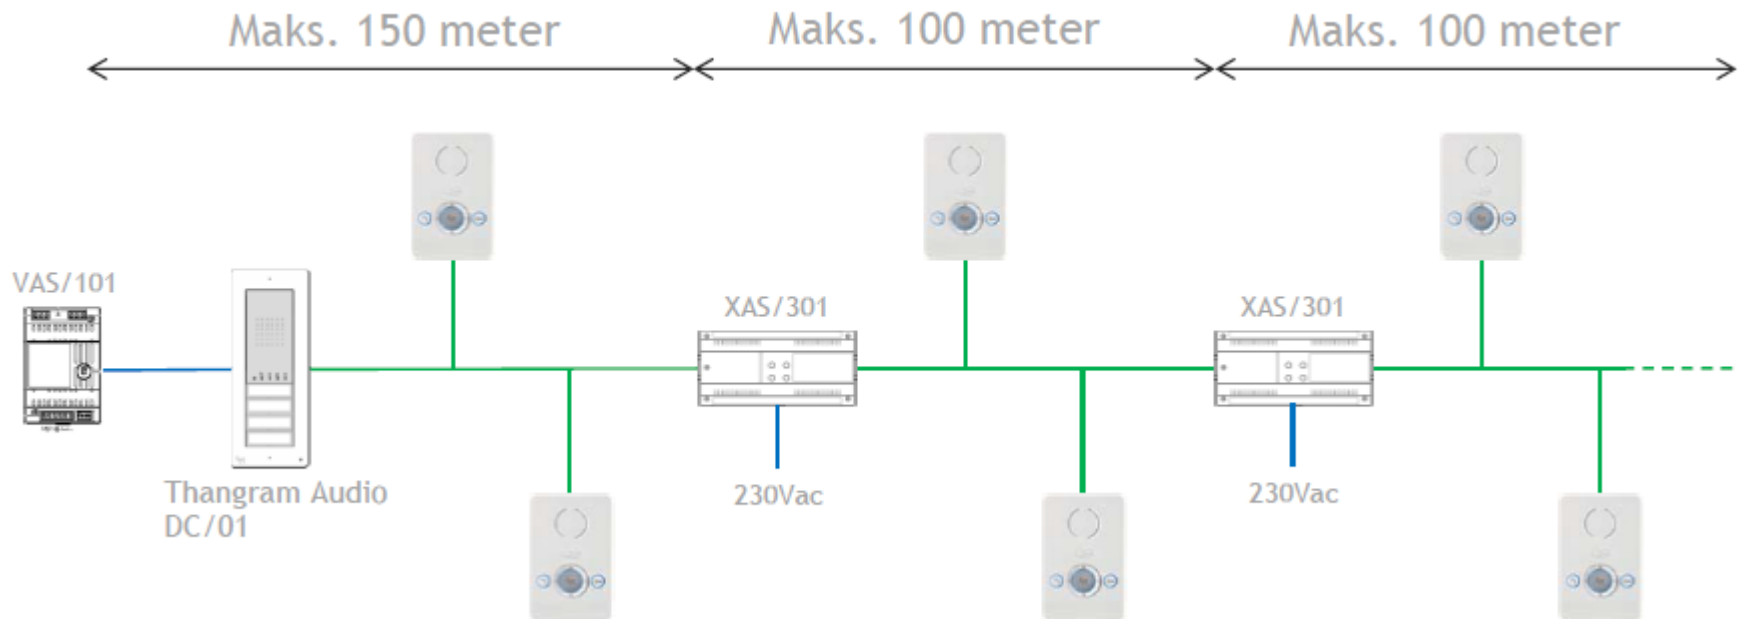 Maks. 150 meter
Maks. 100 meter
Maks. 100 meter
VAS/101
XAS/301
XAS/301
Thangram Audio
DC/01
230Vac
230Vac